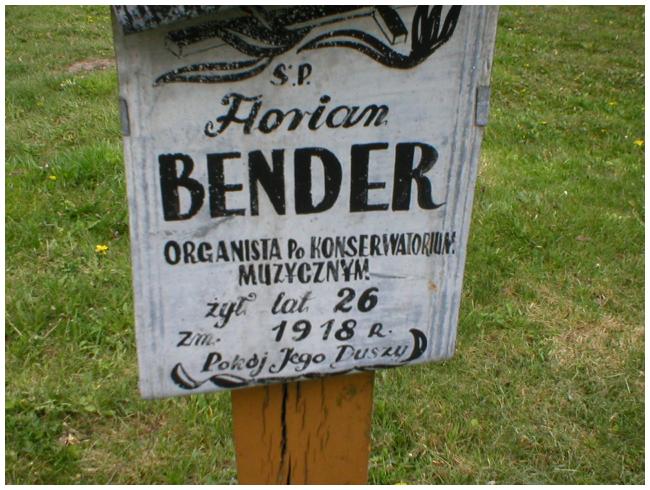 Ś.P.
Florian
BENDER
ORGANISTA Po KONSERWATORIUM
MUZYCZNYM
żył lat 26
zm. 1918 R.
Pokój Jego Duszy